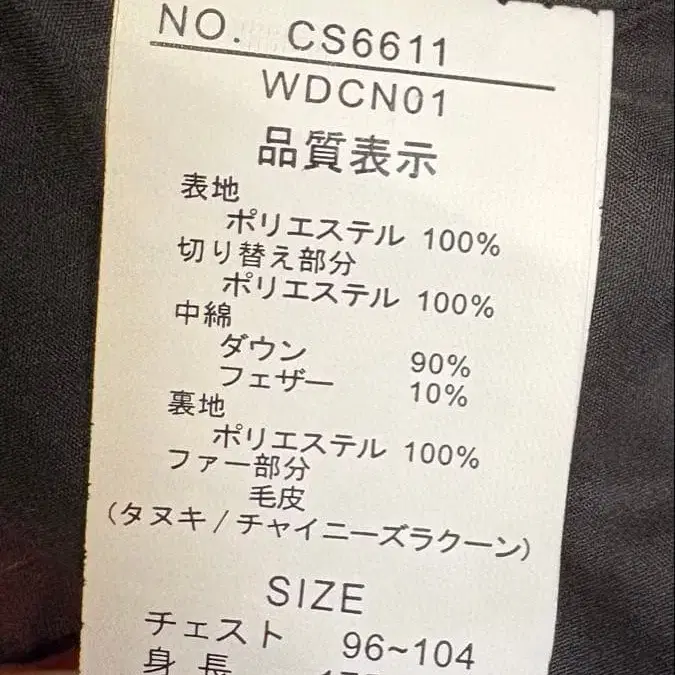 NO. CS6611
WDCN01
品質表示
表地
ポリエステル 100%
切り替え部分
ポリエステル 100%
中綿
ダウン 90%
フェザー 10%
裏地
ポリエステル 100%
ファー部分
毛皮
(タヌキ/チャイニーズラクーン)
SIZE
チェスト 96~104
身長